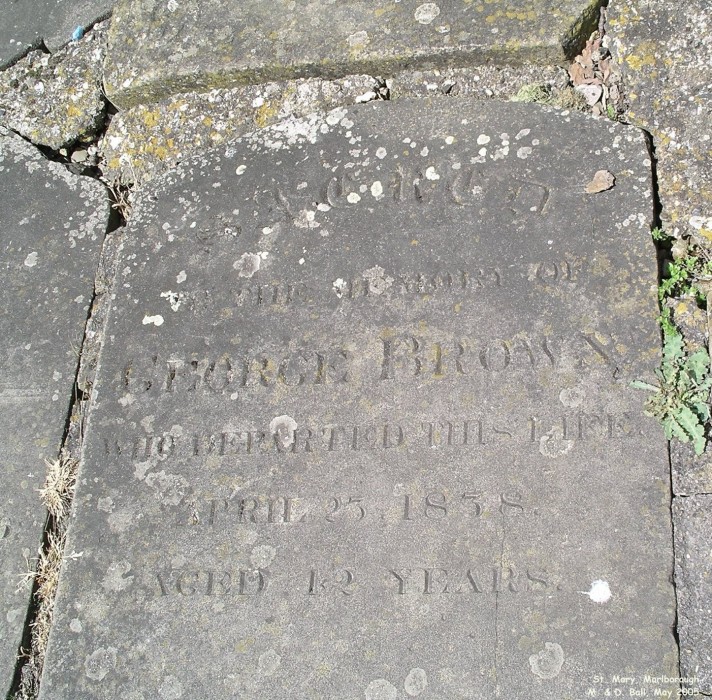 SACRED
TO THE MEMORY OF
GEORGE BROWN,
WHO DEPARTED THIS LIFE.
APRIL 23, 1838.
AGED 42 YEARS.
St. Mary, Marlborough
M. & D. Ball, May 2005